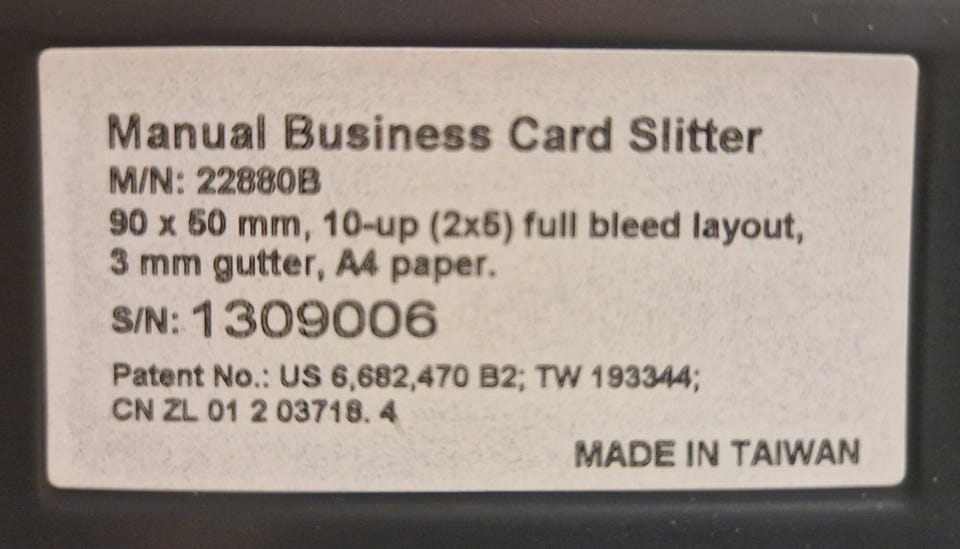 Manual Business Card Slitter
M/N: 22880B
90 x 50 mm, 10-up (2x5) full bleed layout,
3 mm gutter, A4 paper.
S/N: 1309006
Patent No.: US 6,682,470 B2; TW 193344;
CN ZL 01 2 03718. 4
MADE IN TAIWAN